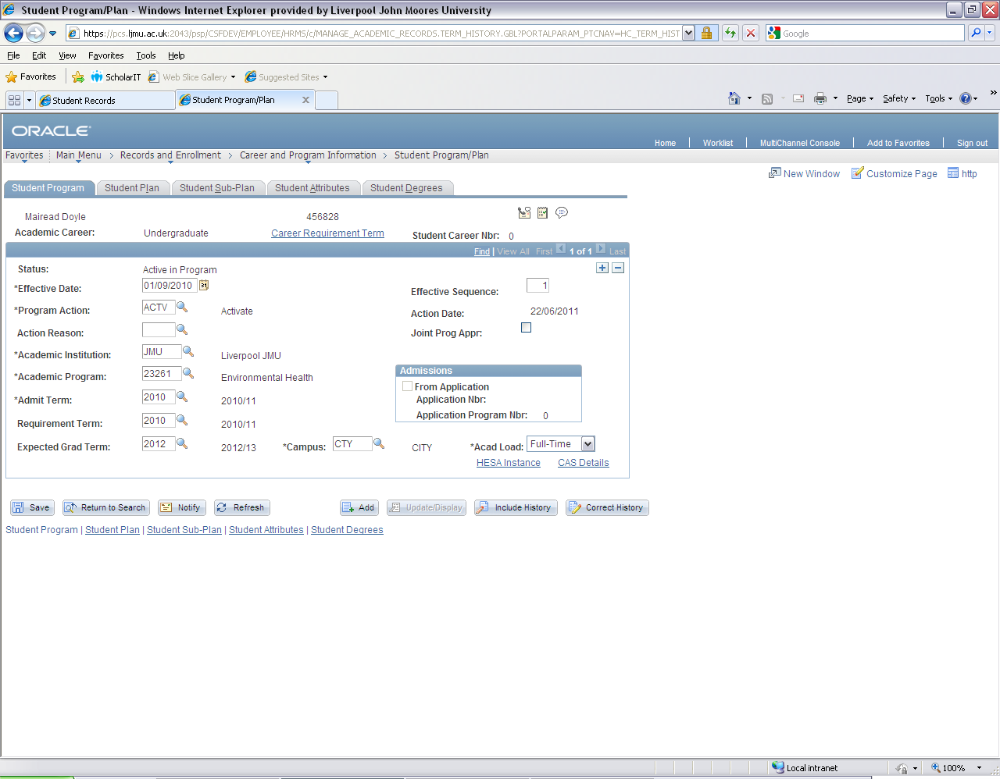 Student Program/Plan - Windows Internet Explorer provided by Liverpool John Moores University
https://pcs.ljmu.ac.uk:2043/psp/CSFDEV/EMPLOYEE/HRMS/c/MANAGE_ACADEMIC_RECORDS.TERM_HISTORY.GBL?PORTALPARAM_PTCNAV=HC_TERM_HIST Google
File Edit View Favorites Tools Help
Favorites ScholarIT Web Slice Gallery Suggested Sites
Student Records Student Program/Plan Page Safety Tools
ORACLE
Home Worklist MultiChannel Console Add to Favorites Sign out
Favorites Main Menu > Records and Enrollment > Career and Program Information > Student Program/Plan
New Window Customize Page http
Student Program Student Plan Student Sub-Plan Student Attributes Student Degrees
Mairead Doyle 456828
Academic Career: Undergraduate Career Requirement Term Student Career Nbr: 0
Find | View All First 1 of 1 Last
Status: Active in Program
*Effective Date: 01/09/2010 31 Effective Sequence: 1
*Program Action: ACTV Activate Action Date: 22/06/2011
Action Reason: Joint Prog Appr:
*Academic Institution: JMU Liverpool JMU
*Academic Program: 23261 Environmental Health
Admissions
From Application
Application Nbr:
Application Program Nbr: 0
*Admit Term: 2010 2010/11
Requirement Term: 2010 2010/11
Expected Grad Term: 2012 2012/13 *Campus: CTY CITY *Acad Load: Full-Time
HESA Instance CAS Details
Save Return to Search Notify Refresh Add Update/Display Include History Correct History
Student Program | Student Plan | Student Sub-Plan | Student Attributes | Student Degrees
Local intranet 100%